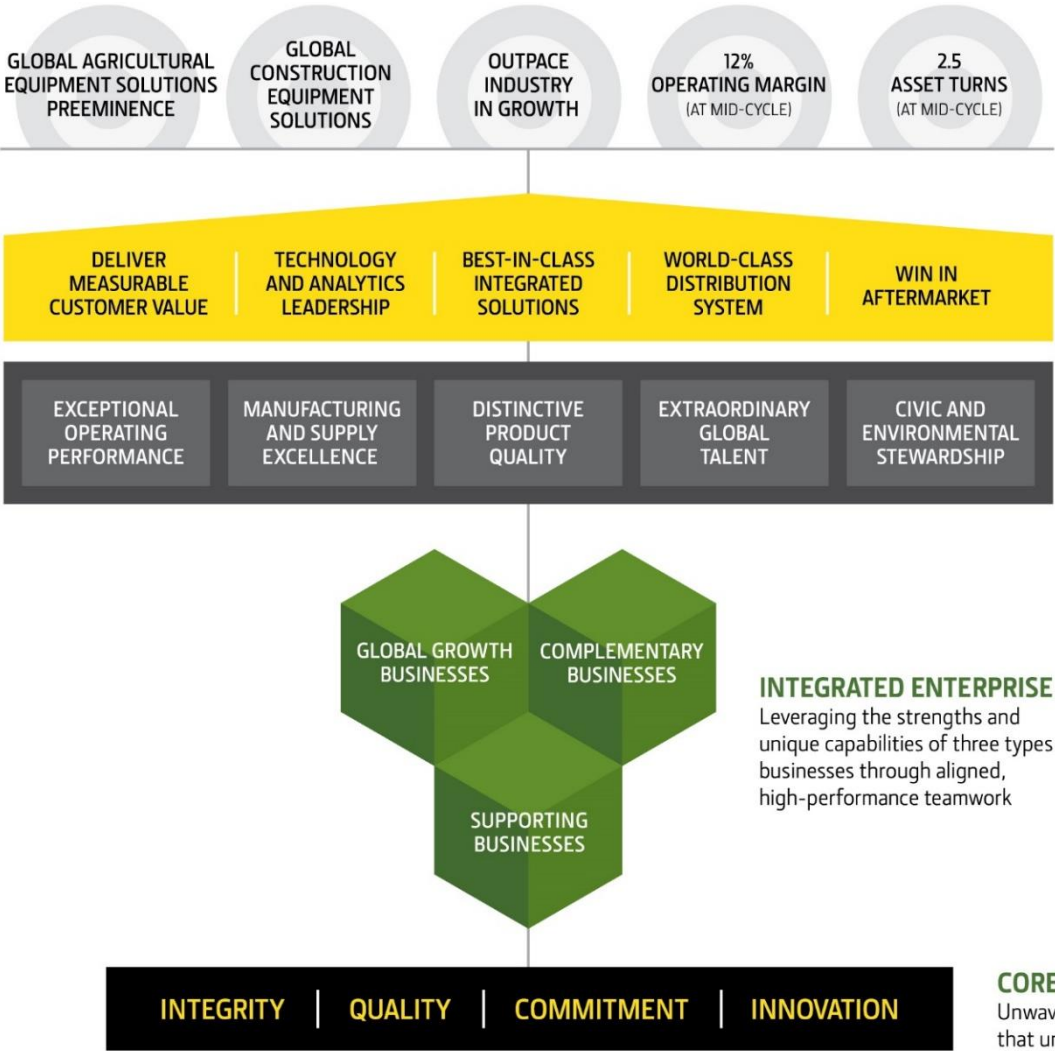 GLOBAL AGRICULTURAL
EQUIPMENT SOLUTIONS
PREEMINENCE
GLOBAL
CONSTRUCTION
EQUIPMENT
SOLUTIONS
OUTPACE
INDUSTRY
IN GROWTH
12%
OPERATING MARGIN
(AT MID-CYCLE)
2.5
ASSET TURNS
(AT MID-CYCLE)
DELIVER
MEASURABLE
CUSTOMER VALUE
TECHNOLOGY
AND ANALYTICS
LEADERSHIP
BEST-IN-CLASS
INTEGRATED
SOLUTIONS
WORLD-CLASS
DISTRIBUTION
SYSTEM
WIN IN
AFTERMARKET
EXCEPTIONAL
OPERATING
PERFORMANCE
MANUFACTURING
AND SUPPLY
EXCELLENCE
DISTINCTIVE
PRODUCT
QUALITY
EXTRAORDINARY
GLOBAL
TALENT
CIVIC AND
ENVIRONMENTAL
STEWARDSHIP
GLOBAL GROWTH
BUSINESSES
COMPLEMENTARY
BUSINESSES
SUPPORTING
BUSINESSES
INTEGRATED ENTERPRISE
Leveraging the strengths and
unique capabilities of three types
businesses through aligned,
high-performance teamwork
INTEGRITY QUALITY COMMITMENT INNOVATION
CORE
that